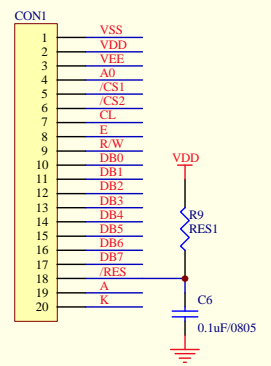 CON1
1 VSS
2 VDD
3 VEE
4 A0
5 /CS1
6 /CS2
7 CL
8 E
9 R/W
10 DB0
11 DB1
12 DB2
13 DB3
14 DB4
15 DB5
16 DB6
17 DB7
18 /RES
19 A
20 K
VDD
R9
RES1
C6
0.1uF/0805